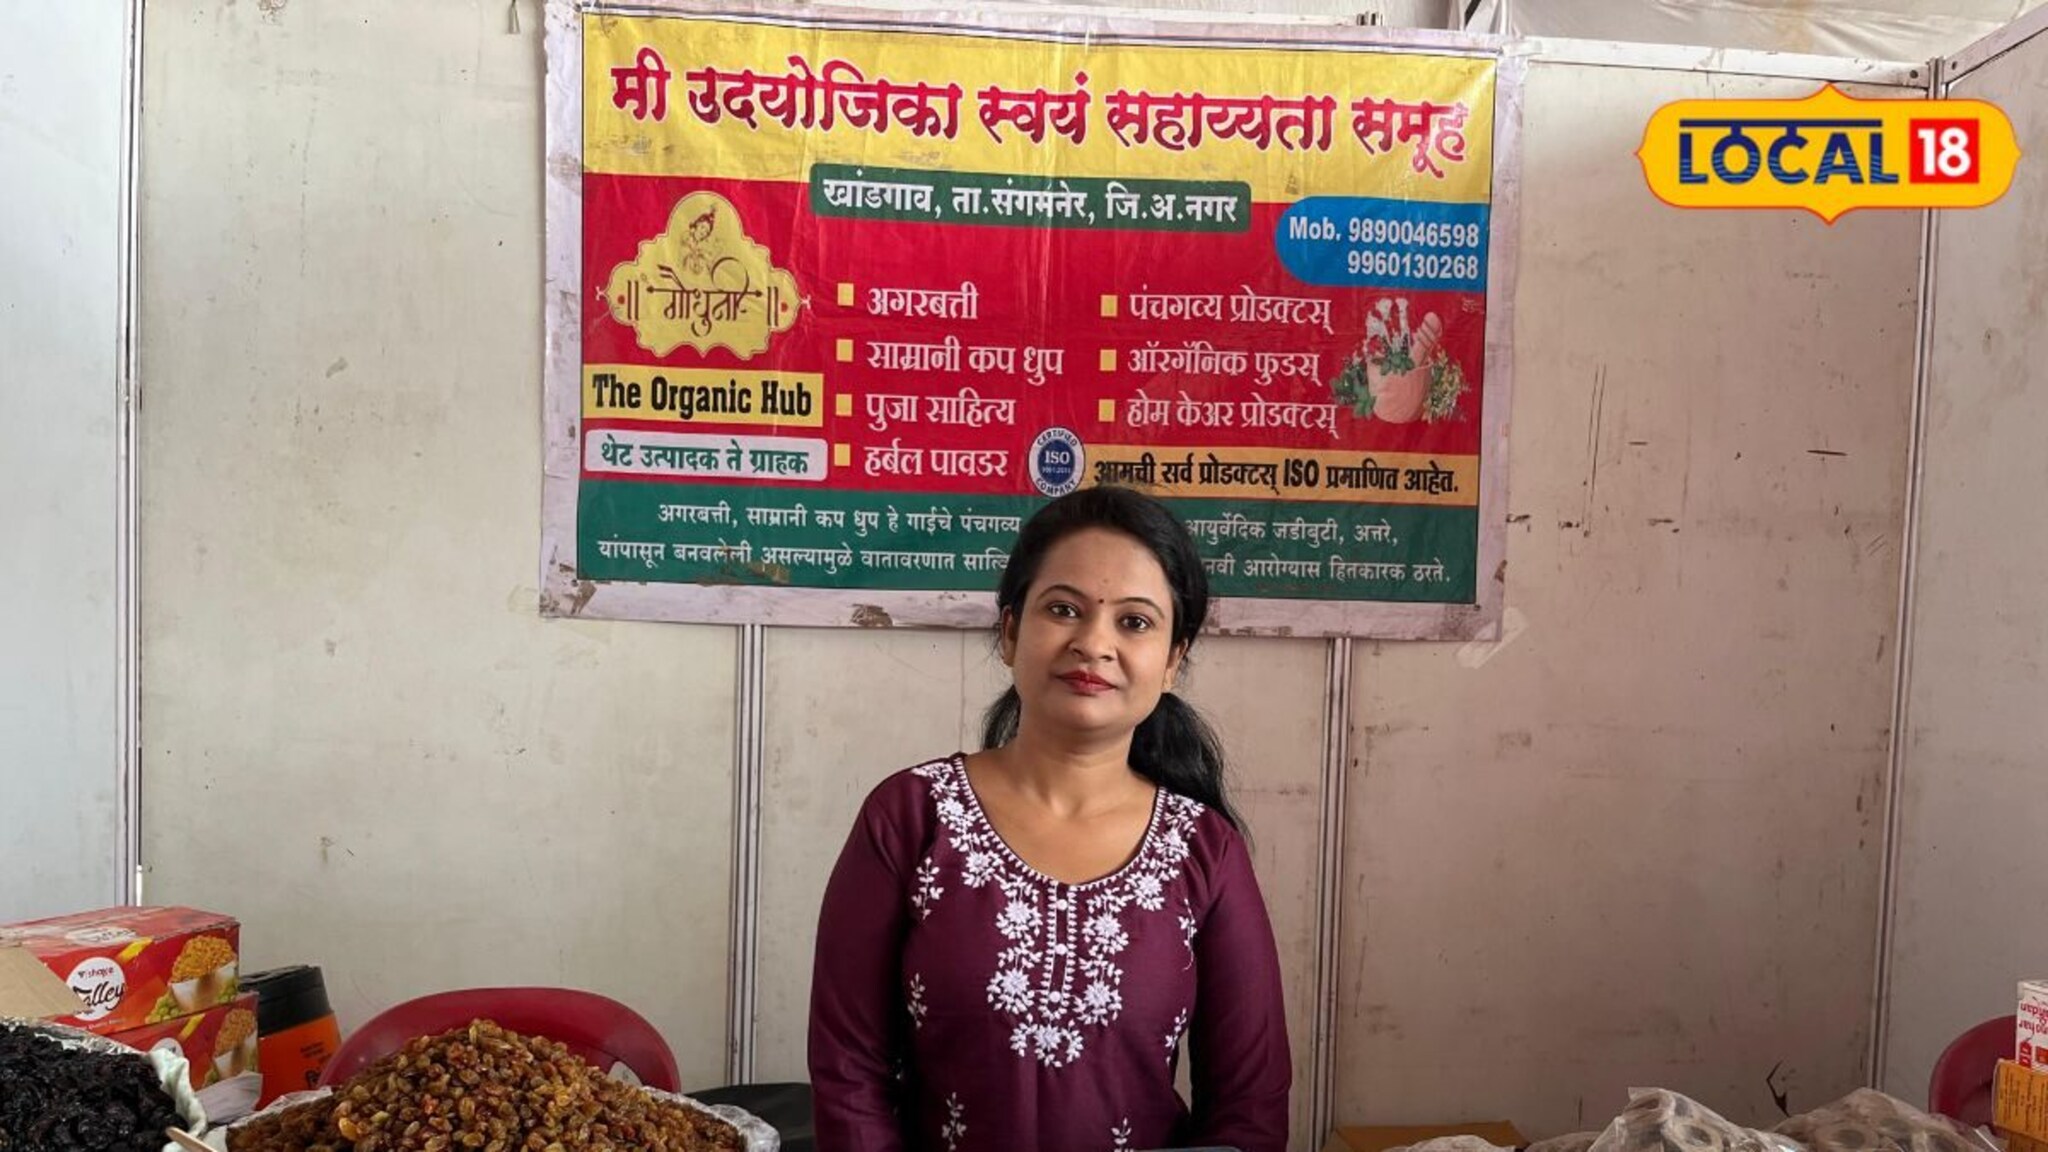 मी उदयोजिका स्वयं सहाय्यता समूह
खांडगाव, ता.संगमनेर, जि.अ.नगर
Mob. 9890046598
9960130268
LOCAL 18
The Organic Hub
थेट उत्पादक ते ग्राहक
अगरबत्ती
साम्रानी कप धुप
पुजा साहित्य
हर्बल पावडर
पंचगव्य प्रोडक्टस्
ऑरगॅनिक फुडस्
होम केअर प्रोडक्टस्
CERTIFIED
ISO
COMPANY
आमची सर्व प्रोडक्टस् ISO प्रमाणित आहेत.
अगरबत्ती, साम्रानी कप धुप हे गाईचे पंचगव्य आयुर्वेदिक जडीबुटी, अत्तरे,
यांपासून बनवलेली असल्यामुळे वातावरणात आरोग्यास हितकारक ठरते.